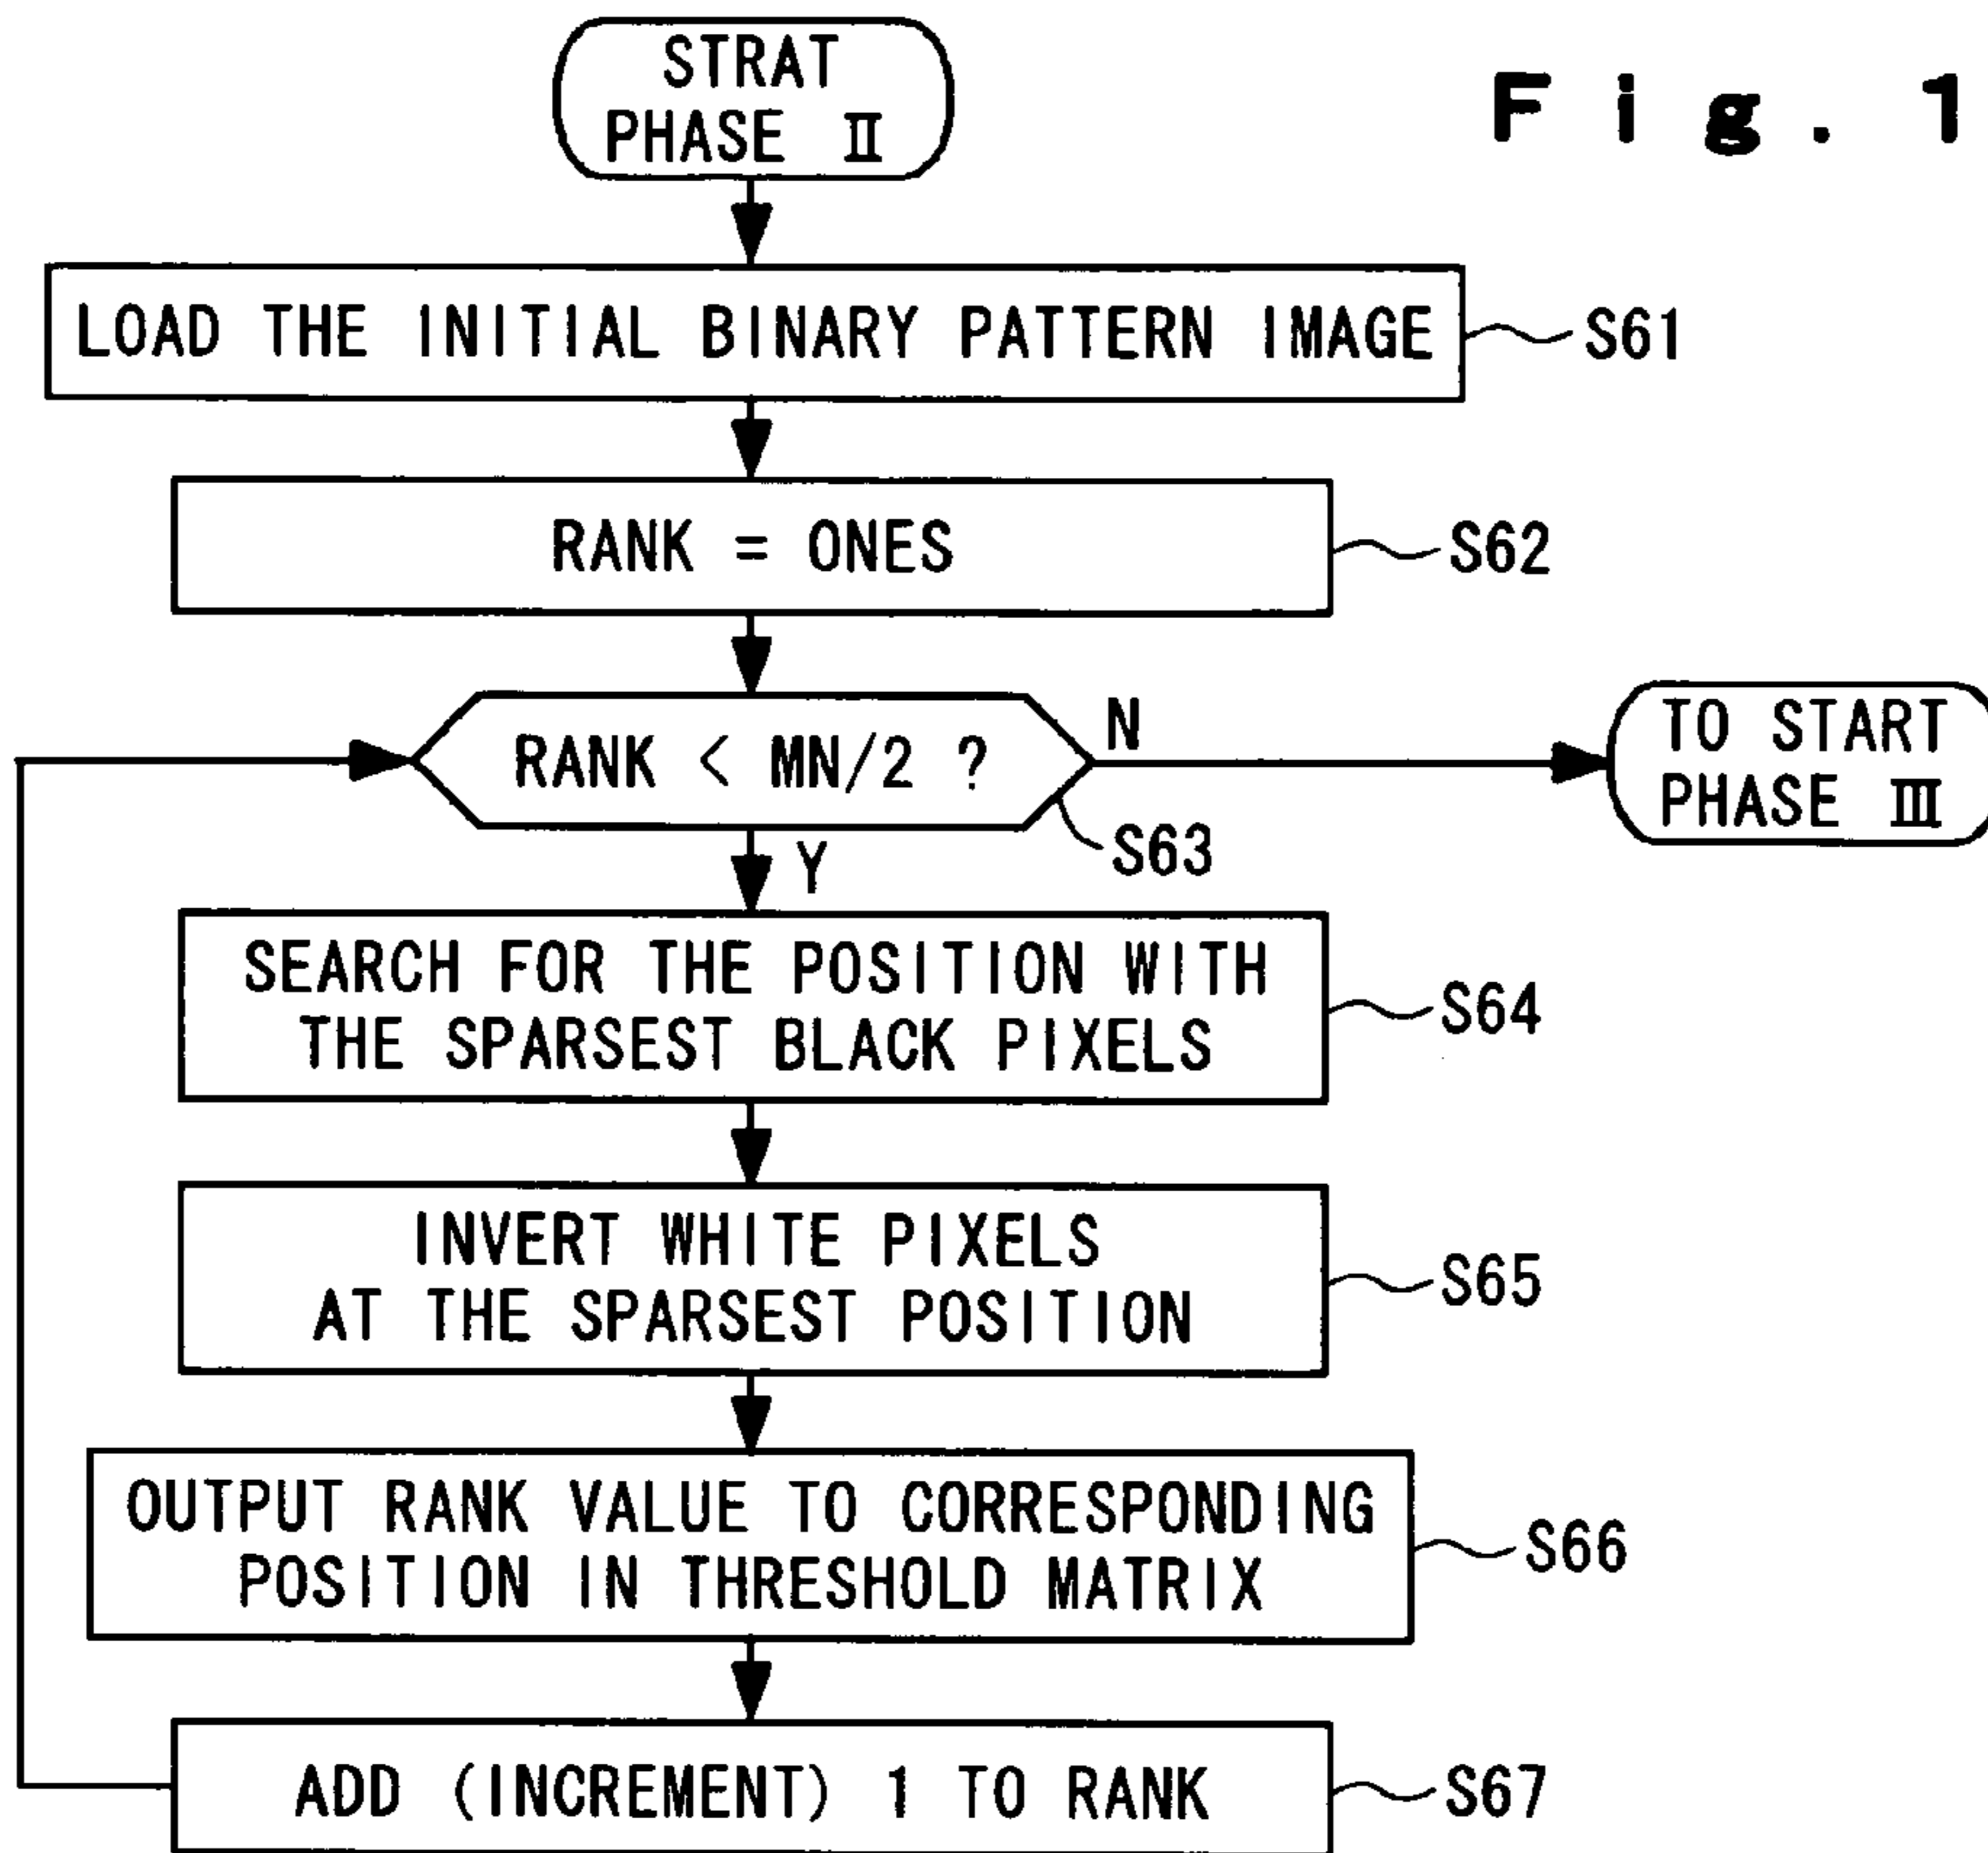 STRAT
PHASE II
Fig. 1
LOAD THE INITIAL BINARY PATTERN IMAGE
S61
RANK = ONES
S62
RANK < MN/2 ?
N
TO START
PHASE III
S63
Y
SEARCH FOR THE POSITION WITH
THE SPARSEST BLACK PIXELS
S64
INVERT WHITE PIXELS
AT THE SPARSEST POSITION
S65
OUTPUT RANK VALUE TO CORRESPONDING
POSITION IN THRESHOLD MATRIX
S66
ADD (INCREMENT) 1 TO RANK
S67